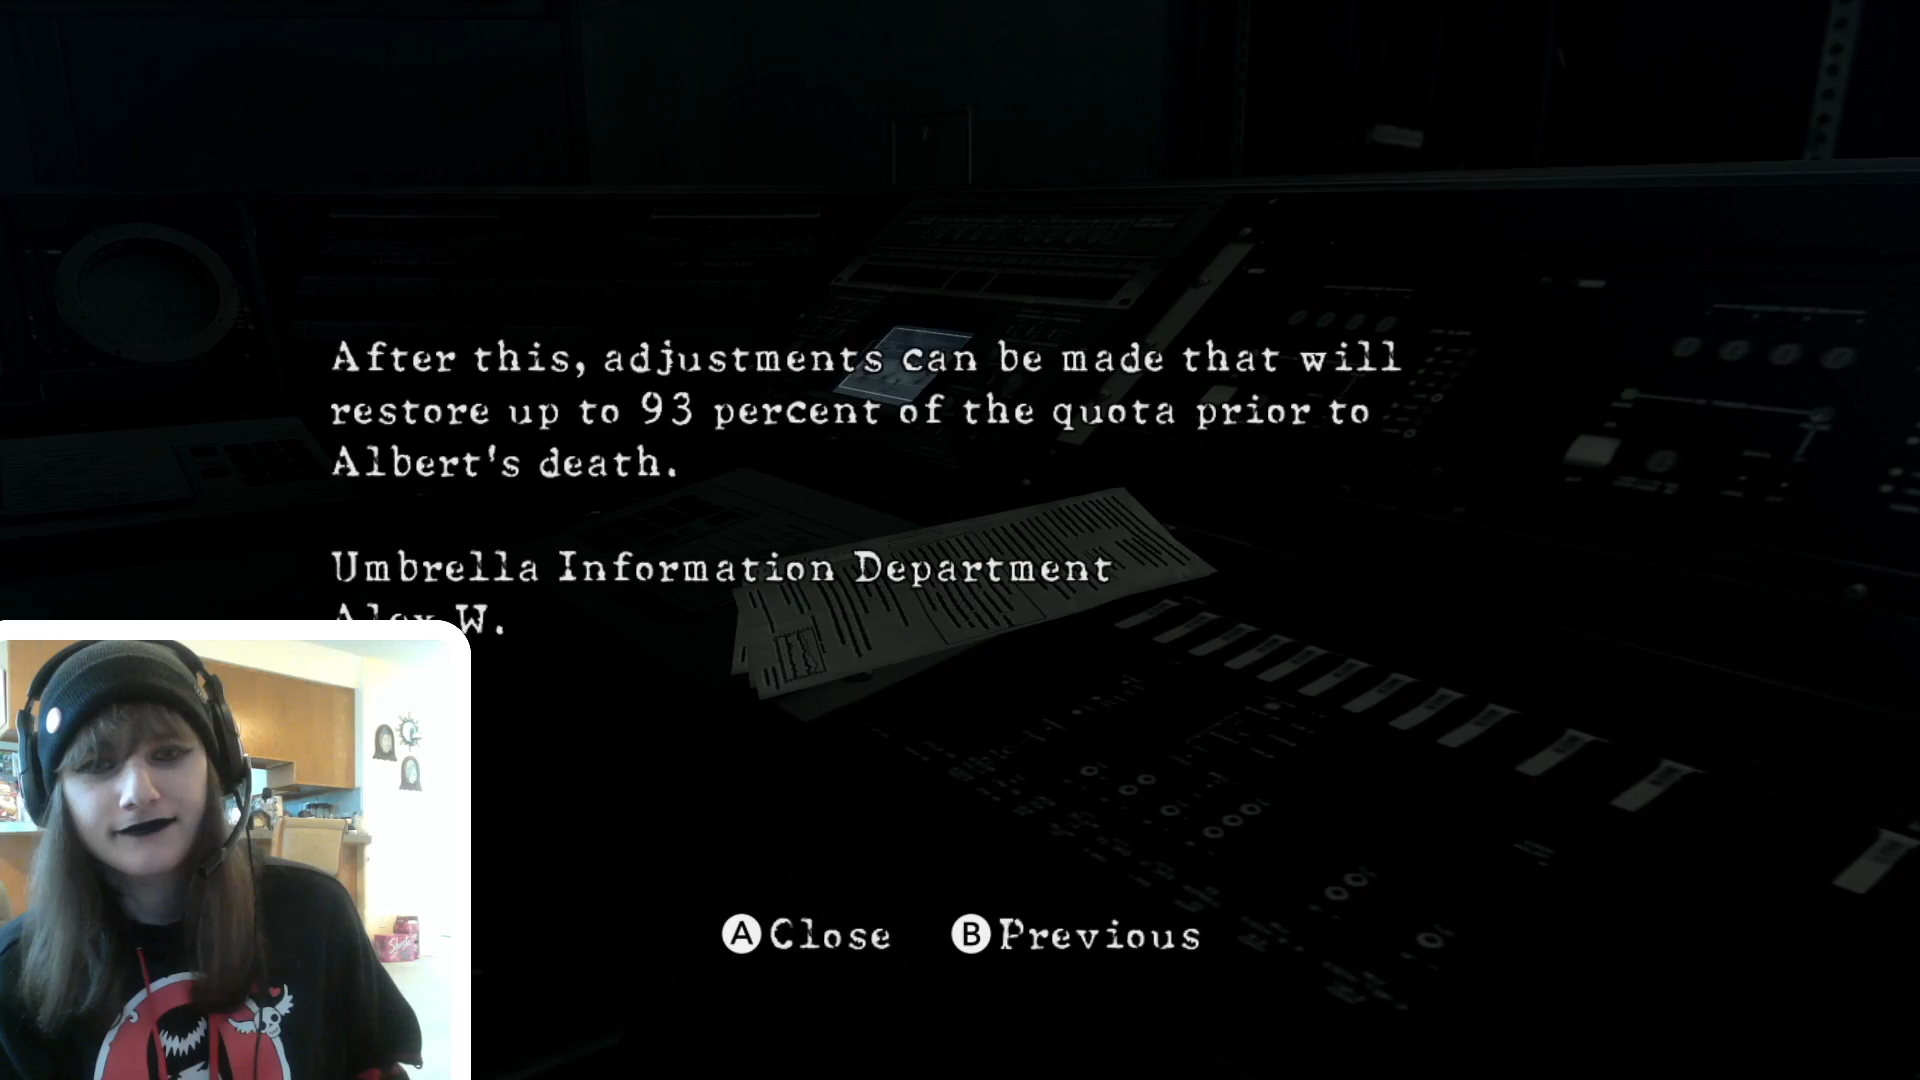 After this, adjustments can be made that will
restore up to 93 percent of the quota prior to
Albert's death.
Umbrella Information Department
Alex W.
A Close B Previous